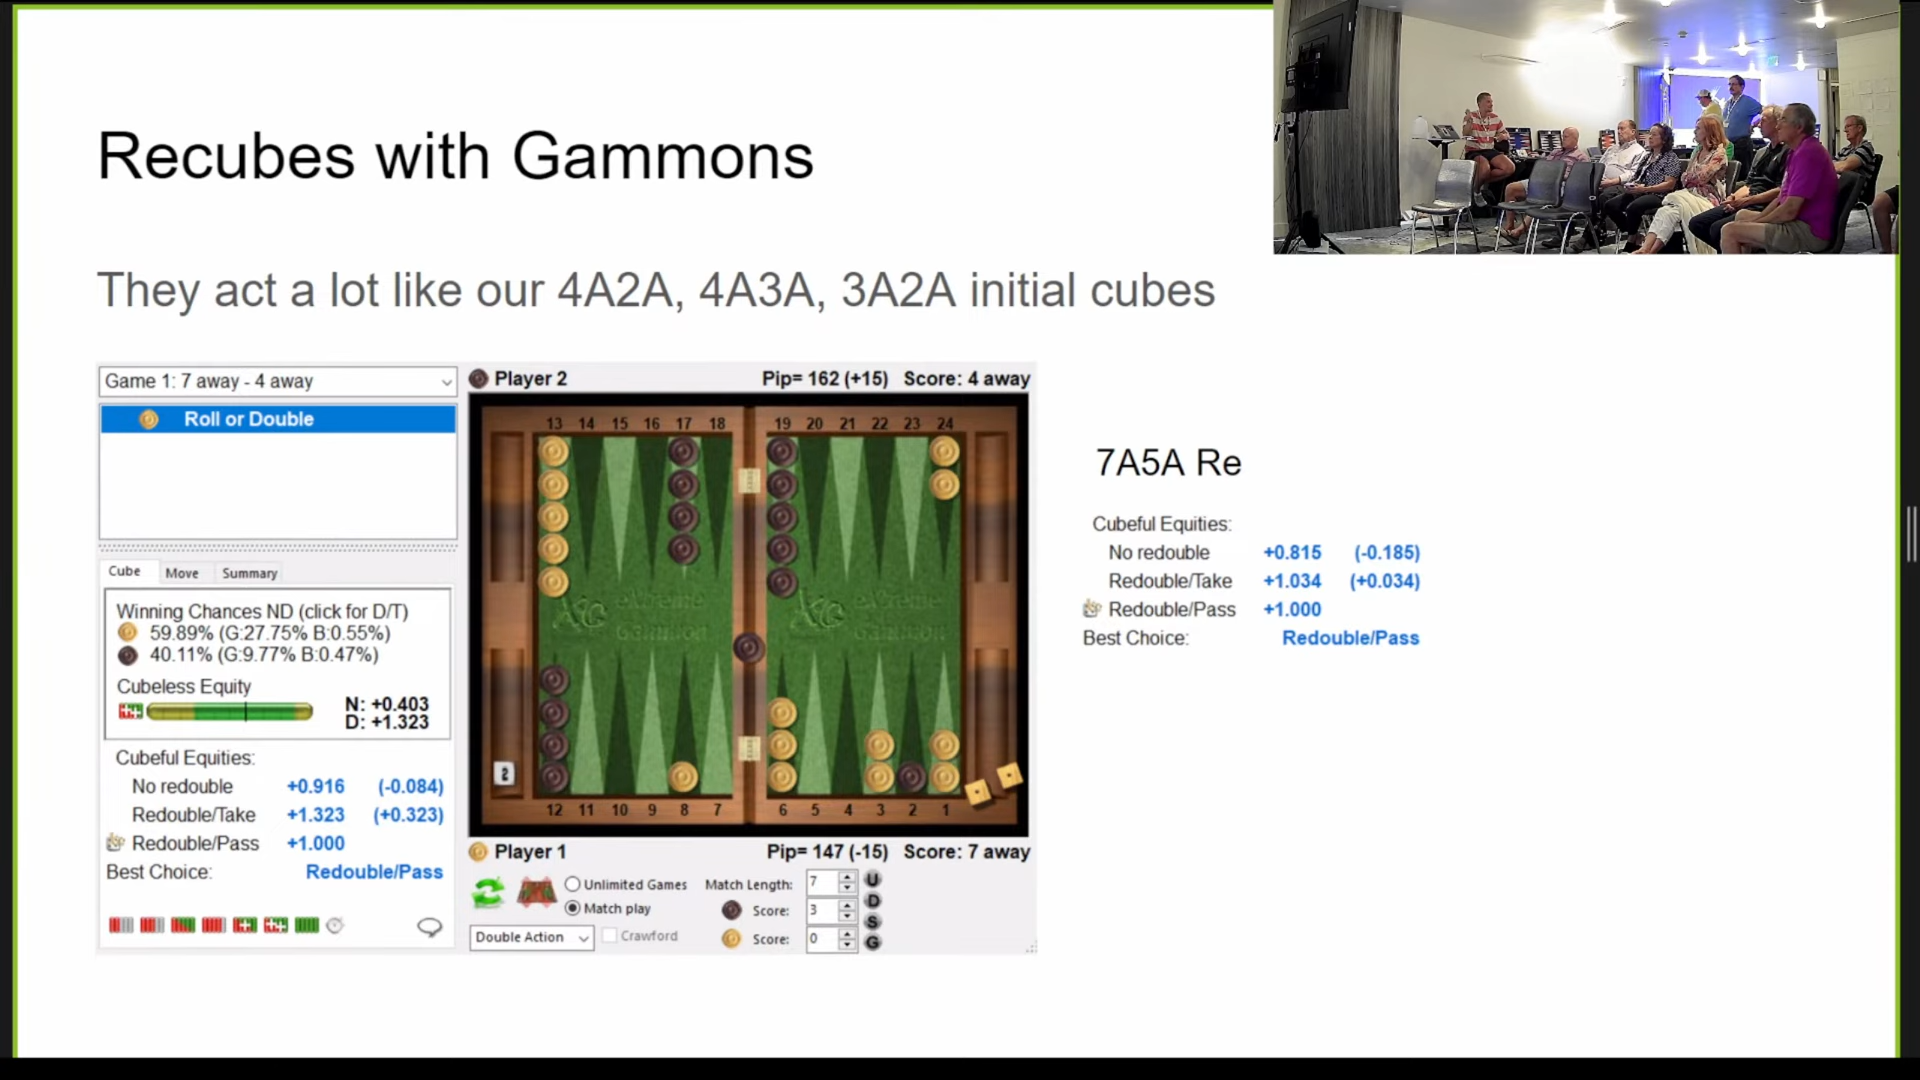 Recubes with Gammons
They act a lot like our 4A2A, 4A3A, 3A2A initial cubes
Game 1: 7 away - 4 away
Roll or Double
Cube Move Summary
Winning Chances ND (click for D/T)
59.89% (G:27.75% B:0.55%)
40.11% (G:9.77% B:0.47%)
Cubeless Equity
N: +0.403
D: +1.323
Cubeful Equities:
No redouble +0.916 (-0.084)
Redouble/Take +1.323 (+0.323)
Redouble/Pass +1.000
Best Choice: Redouble/Pass
Player 2 Pip= 162 (+15) Score: 4 away
13 14 15 16 17 18 19 20 21 22 23 24
XG eXtreme Gammon XG eXtreme Gammon
2
12 11 10 9 8 7 6 5 4 3 2 1
Player 1 Pip= 147 (-15) Score: 7 away
Unlimited Games Match Length: 7 U
Match play Score: 3 D
S
Double Action Crawford Score: 0 G
7A5A Re
Cubeful Equities:
No redouble +0.815 (-0.185)
Redouble/Take +1.034 (+0.034)
Redouble/Pass +1.000
Best Choice: Redouble/Pass